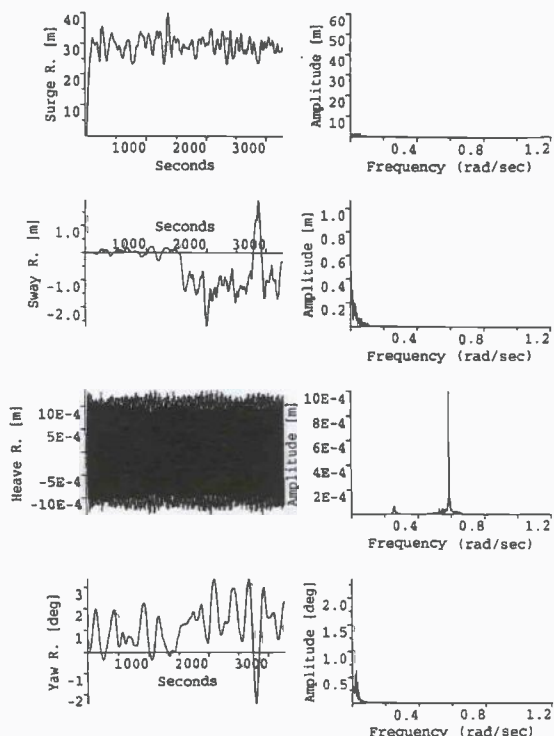 Surge R. [m]
40
30
20
10
1000 2000 3000
Seconds
Amplitude [m]
60
50
40
30
20
10
0.4 0.8 1.2
Frequency (rad/sec)
Sway R. [m]
1.0
-1.0
-2.0
Seconds
1000 2000 3000
Amplitude [m]
1.0
0.8
0.6
0.4
0.2
0.4 0.8 1.2
Frequency (rad/sec)
Heave R. [m]
10E-4
5E-4
-5E-4
-10E-4
Amplitude [m]
10E-4
8E-4
6E-4
4E-4
2E-4
0.4 0.8 1.2
Frequency (rad/sec)
Yaw R. [deg]
3
2
1
-1
-2
1000 2000 3000
Seconds
Amplitude [deg]
2.0
1.5
1.0
0.5
0.4 0.8 1.2
Frequency (rad/sec)